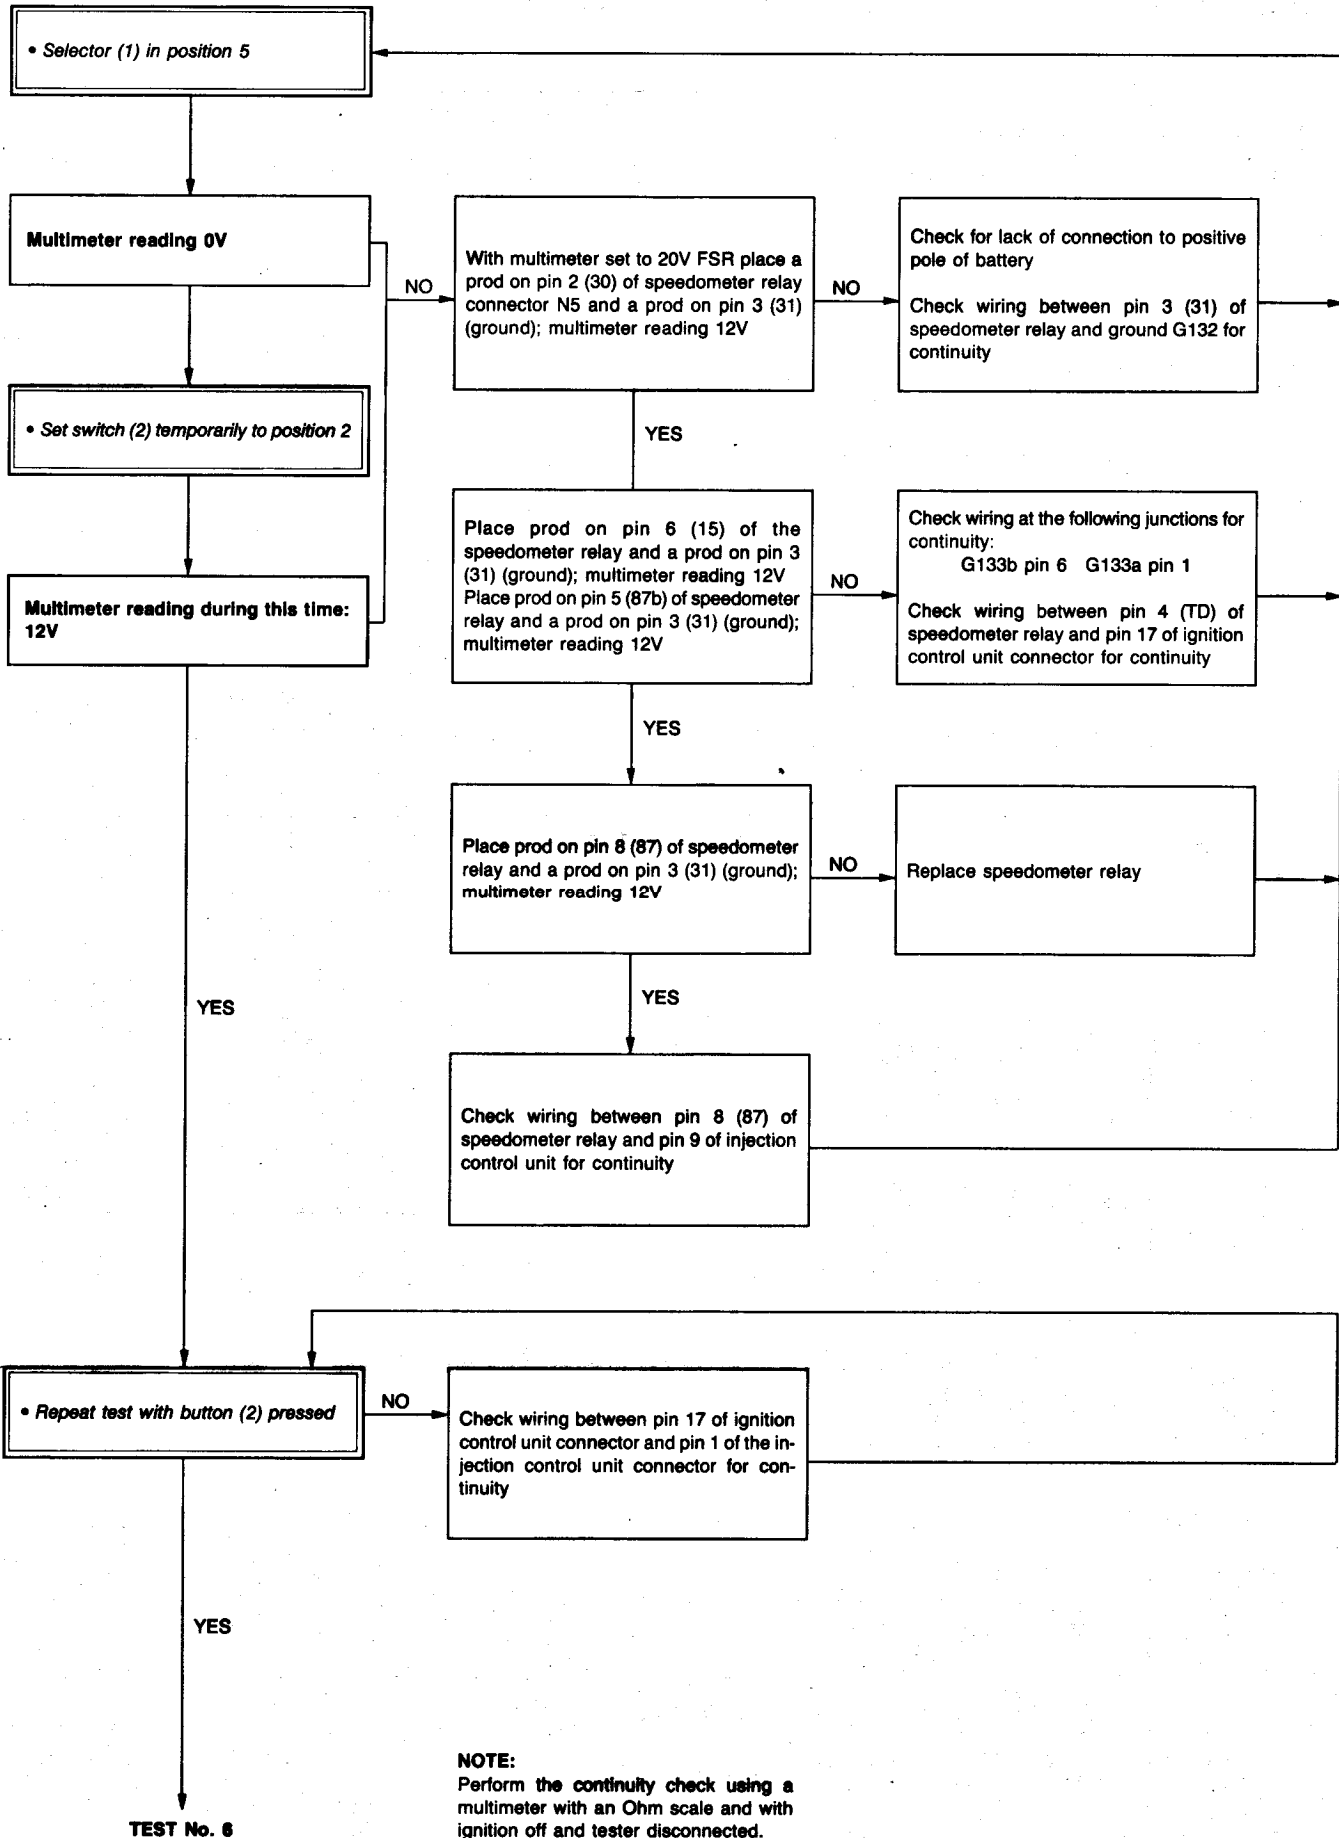 • Selector (1) in position 5
Multimeter reading 0V
NO
With multimeter set to 20V FSR place a
prod on pin 2 (30) of speedometer relay
connector N5 and a prod on pin 3 (31)
(ground); multimeter reading 12V
NO
Check for lack of connection to positive
pole of battery
Check wiring between pin 3 (31) of
speedometer relay and ground G132 for
continuity
• Set switch (2) temporarily to position 2
YES
Multimeter reading during this time:
12V
Place prod on pin 6 (15) of the
speedometer relay and a prod on pin 3
(31) (ground); multimeter reading 12V
Place prod on pin 5 (87b) of speedometer
relay and a prod on pin 3 (31) (ground);
multimeter reading 12V
NO
Check wiring at the following junctions for
continuity:
G133b pin 6 G133a pin 1
Check wiring between pin 4 (TD) of
speedometer relay and pin 17 of ignition
control unit connector for continuity
YES
Place prod on pin 8 (87) of speedometer
relay and a prod on pin 3 (31) (ground);
multimeter reading 12V
NO
Replace speedometer relay
YES
YES
Check wiring between pin 8 (87) of
speedometer relay and pin 9 of injection
control unit for continuity
• Repeat test with button (2) pressed
NO
Check wiring between pin 17 of ignition
control unit connector and pin 1 of the in-
jection control unit connector for con-
tinuity
YES
TEST No. 6
NOTE:
Perform the continuity check using a
multimeter with an Ohm scale and with
ignition off and tester disconnected.